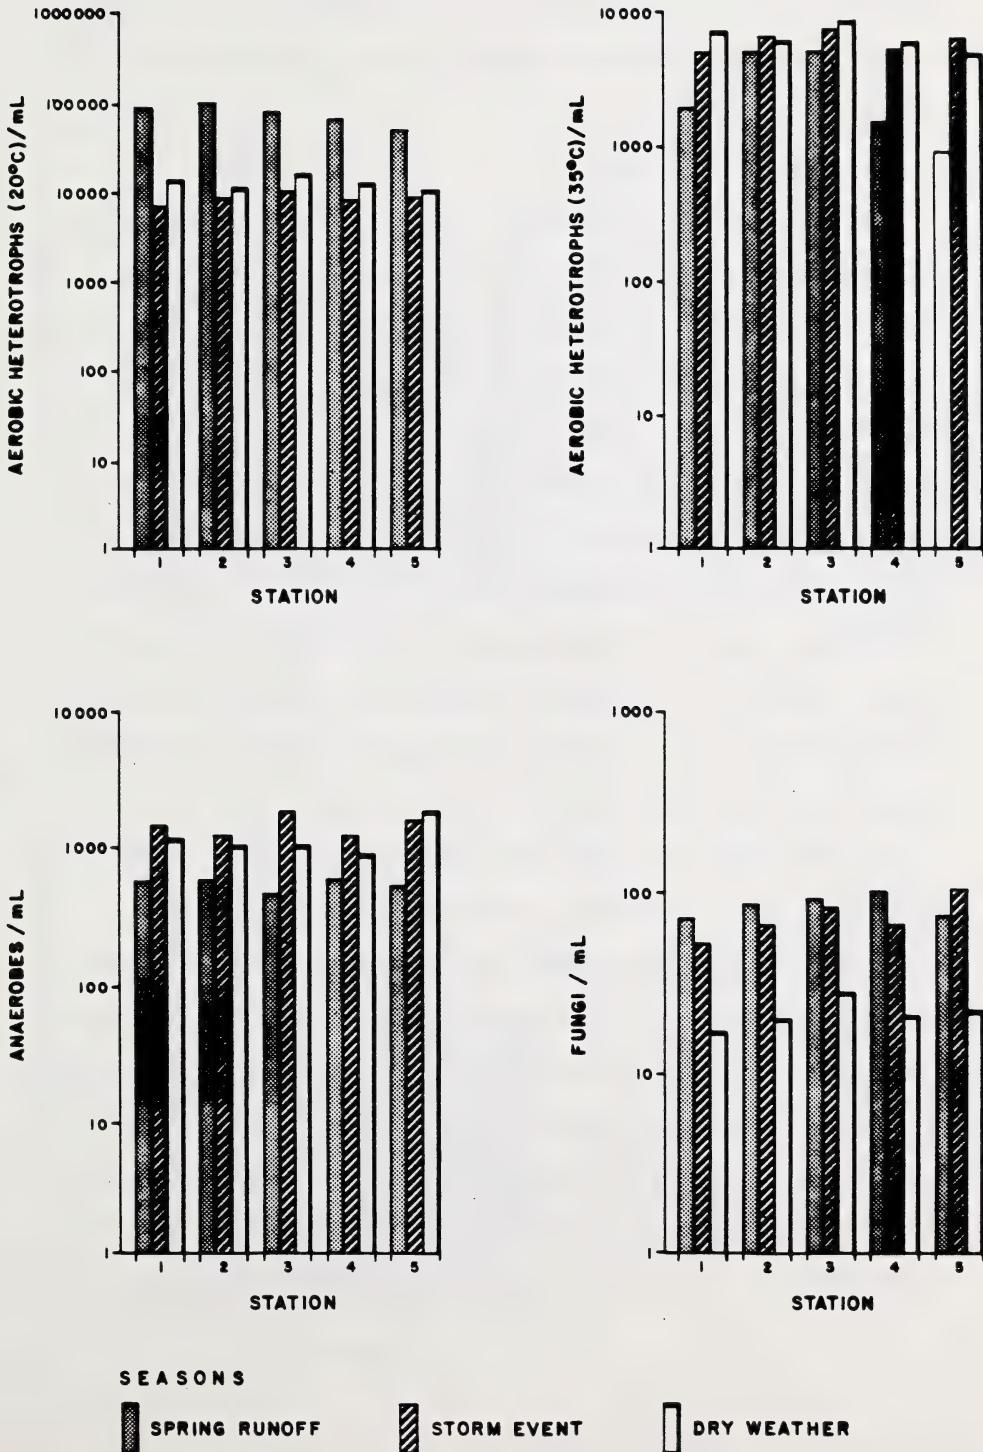 1000000
100000
10000
1000
100
10
1
AEROBIC HETEROTROPHS (20°C)/mL
1 2 3 4 5
STATION
10000
1000
100
10
1
AEROBIC HETEROTROPHS (35°C)/mL
1 2 3 4 5
STATION
10000
1000
100
10
1
ANAEROBES / mL
1 2 3 4 5
STATION
1000
100
10
1
FUNGI / mL
1 2 3 4 5
STATION
SEASONS
SPRING RUNOFF STORM EVENT DRY WEATHER